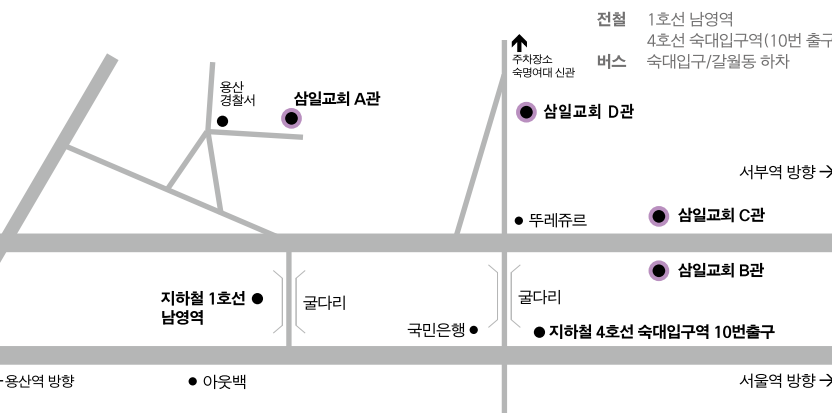 전철 1호선 남영역
4호선 숙대입구역(10번 출구
버스 숙대입구/갈월동 하차
주차장소
숙명여대 신관
용산
경찰서
삼일교회 A관
삼일교회 D관
서부역 방향
뚜레쥬르
삼일교회 C관
삼일교회 B관
지하철 1호선
남영역
굴다리
굴다리
국민은행
지하철 4호선 숙대입구역 10번출구
용산역 방향
아웃백
서울역 방향